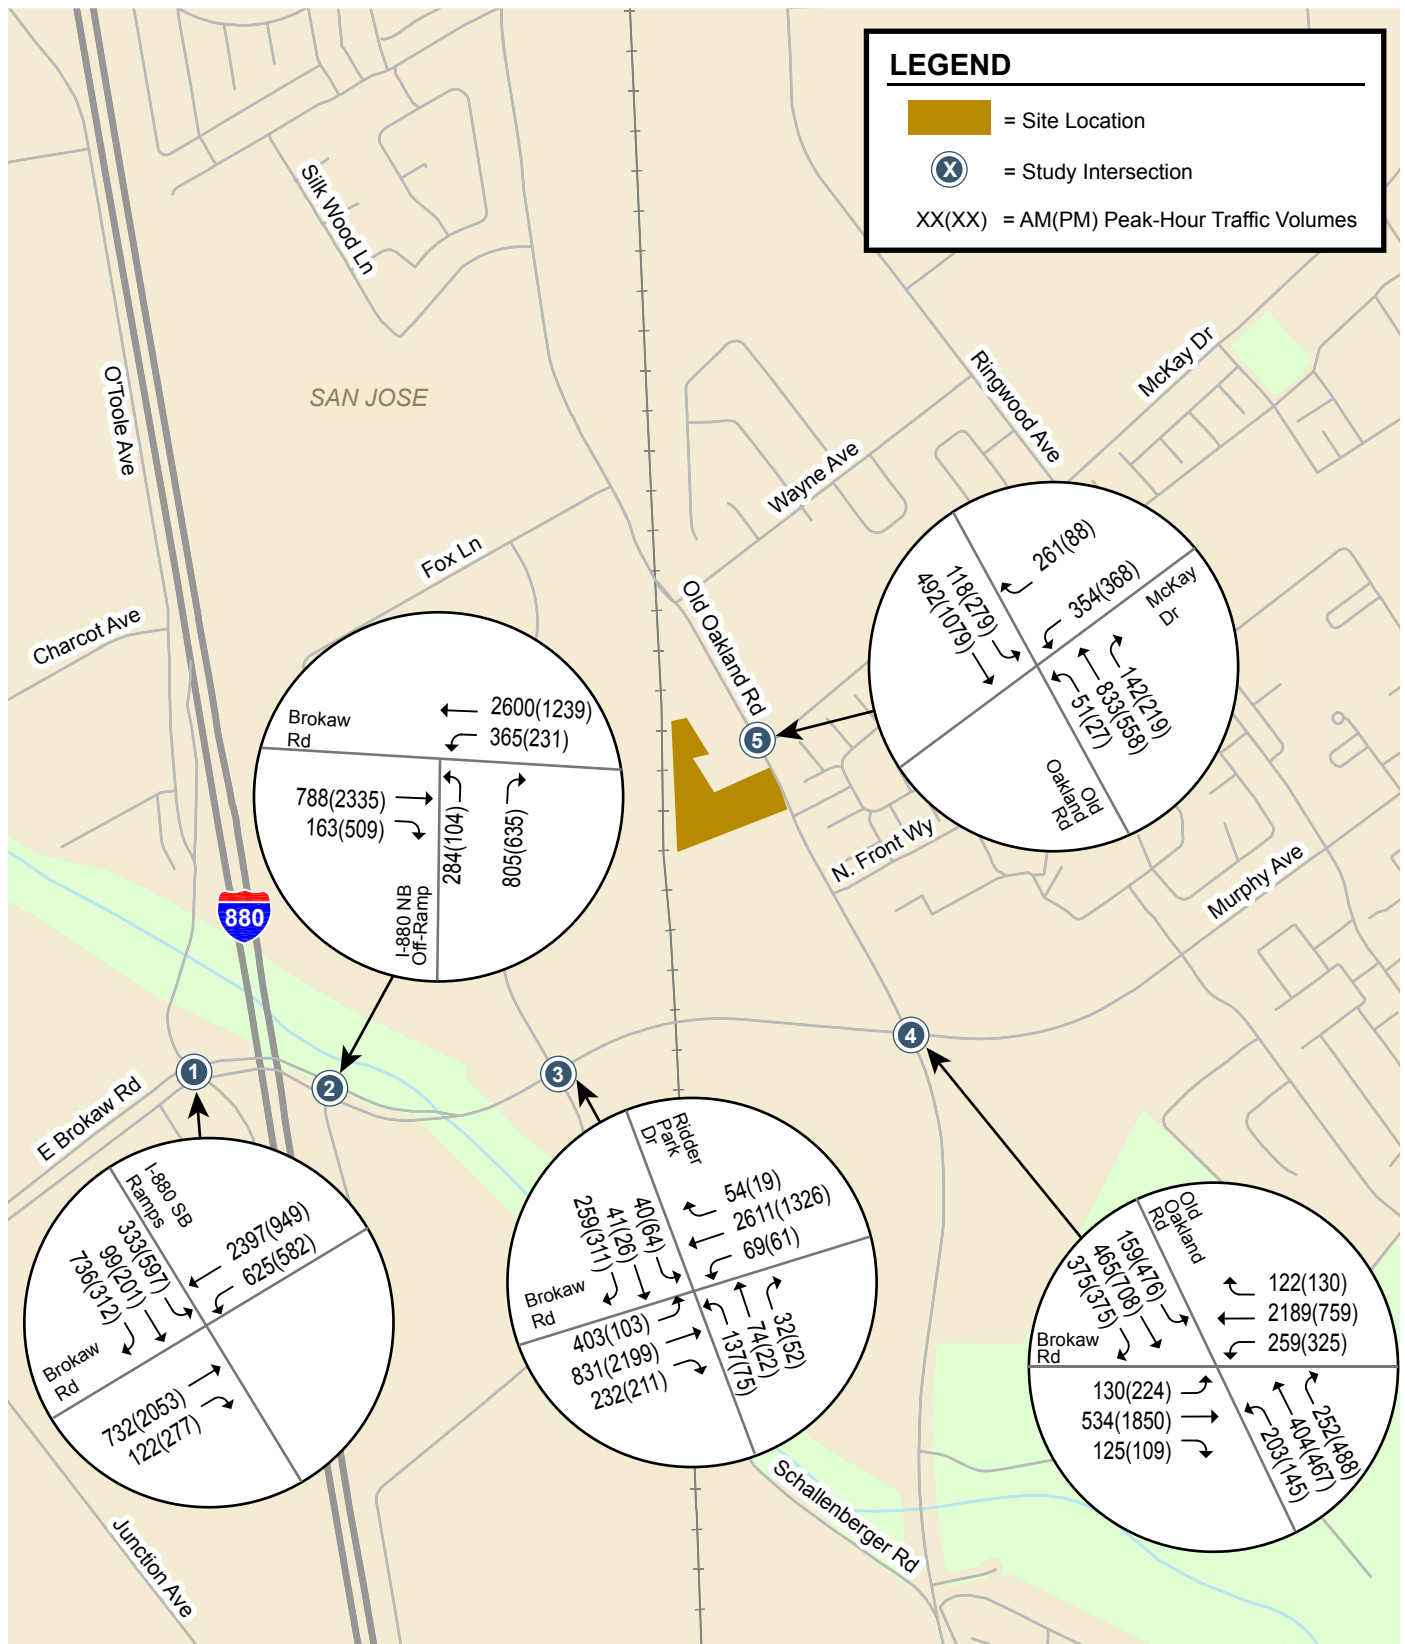 LEGEND
= Site Location
X
= Study Intersection
XX(XX) = AM(PM) Peak-Hour Traffic Volumes
Silk Wood Ln
SAN JOSE
O'Toole Ave
Ringwood Ave
McKay Dr
Wayne Ave
Fox Ln
Charcot Ave
Old Oakland Rd
N. Front Wy
Murphy Ave
E Brokaw Rd
Junction Ave
Schallenberger Rd
880
1
2
3
4
5
261(88)
118(279)
492(1079)
354(368)
McKay
Dr
142(219)
833(558)
51(27)
Old
Oakland
Rd
Brokaw
Rd
2600(1239)
365(231)
788(2335)
163(509)
284(104)
805(635)
I-880 NB
Off-Ramp
I-880 SB
Ramps
333(597)
99(201)
736(312)
2397(949)
625(582)
Brokaw
Rd
732(2053)
122(277)
Ridder
Park
Dr
40(64)
41(26)
259(311)
54(19)
2611(1326)
69(61)
Brokaw
Rd
403(103)
831(2199)
232(211)
32(52)
74(22)
137(75)
Old
Oakland
Rd
159(476)
465(708)
375(375)
122(130)
2189(759)
259(325)
Brokaw
Rd
130(224)
534(1850)
125(109)
252(488)
404(467)
203(145)